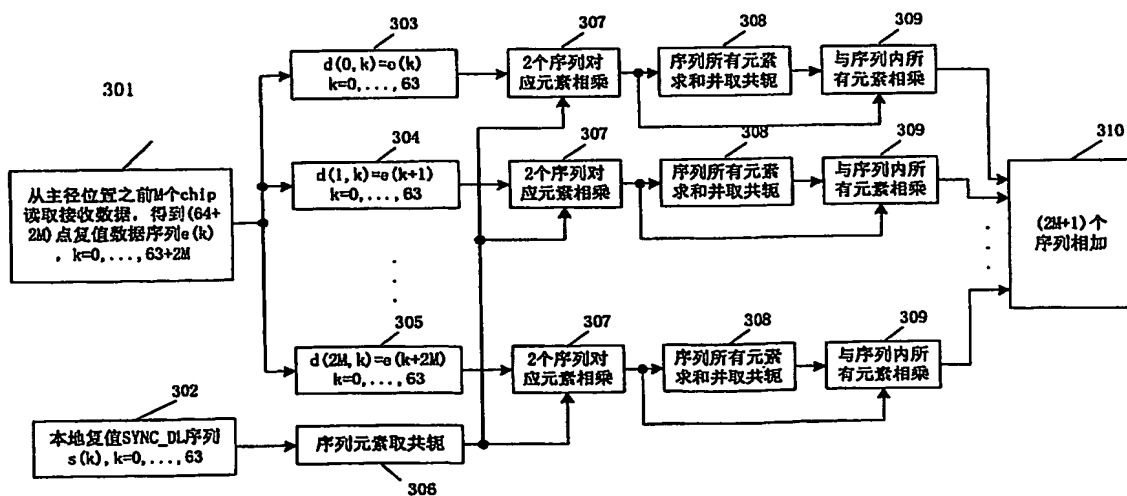 301
从主径位置之前M个chip
读取接收数据，得到(64+
2M)点复值数据序列e(k)
, k=0,...,63+2M
302
本地复值SYNC_DL序列
s(k),k=0,...,63
303
d(0,k)=e(k)
k=0,...,63
304
d(1,k)=e(k+1)
k=0,...,63
305
d(2M,k)=e(k+2M)
k=0,...,63
序列元素取共轭
306
307
2个序列对
应元素相乘
308
序列所有元素
求和并取共轭
309
与序列内所
有元素相乘
307
2个序列对
应元素相乘
308
序列所有元素
求和并取共轭
309
与序列内所
有元素相乘
307
2个序列对
应元素相乘
308
序列所有元素
求和并取共轭
309
与序列内所
有元素相乘
310
(2M+1)个
序列相加